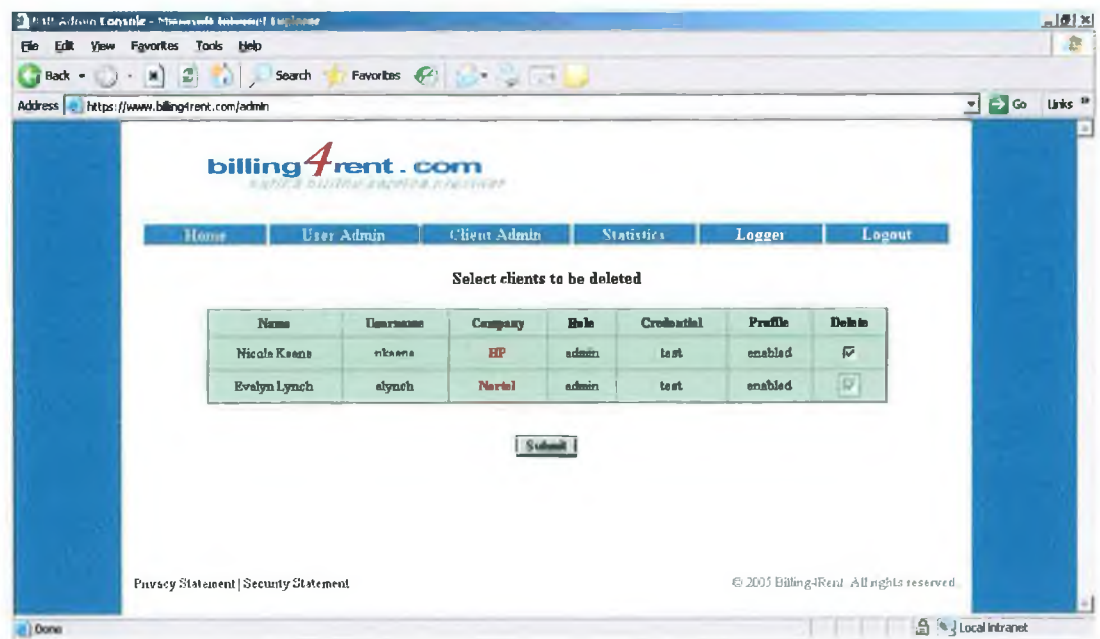 Admin Console - Microsoft Internet Explorer
File Edit View Favorites Tools Help
Back Search Favorites
Address https://www.billing4rent.com/admin Go Links »
billing4rent.com
Home User Admin Client Admin Statistics Logger Logout
Select clients to be deleted
Name Username Company Role Credential Profile Delete
Nicola Keane nkeane HP admin test enabled
Evelyn Lynch elynch Nortel admin test enabled
Submit
Privacy Statement | Security Statement © 2005 Billing4Rent All rights reserved.
Done Local intranet